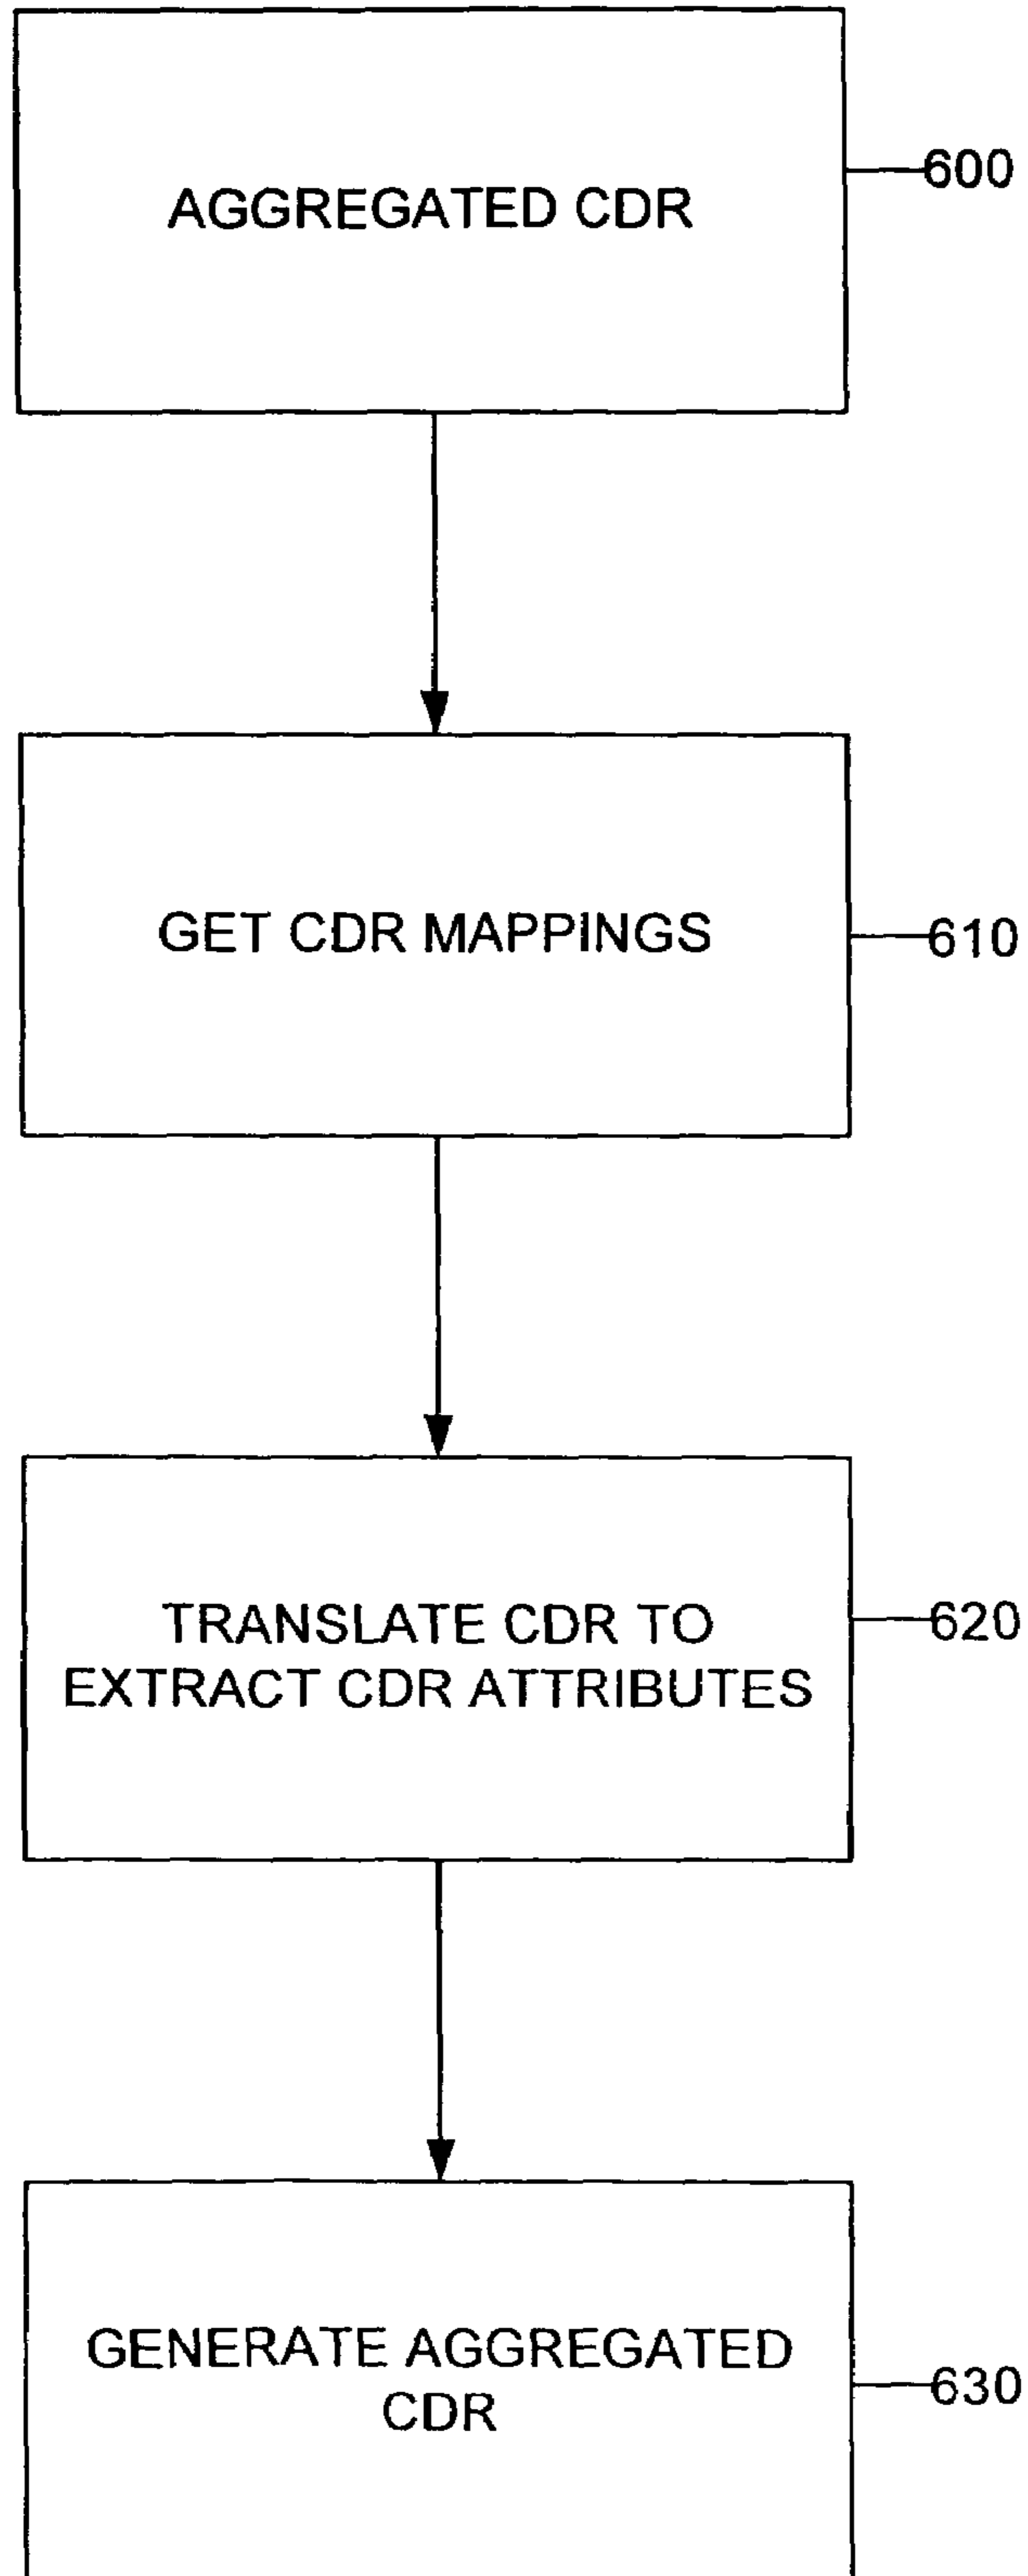 AGGREGATED CDR
600
GET CDR MAPPINGS
610
TRANSLATE CDR TO
EXTRACT CDR ATTRIBUTES
620
GENERATE AGGREGATED
CDR
630